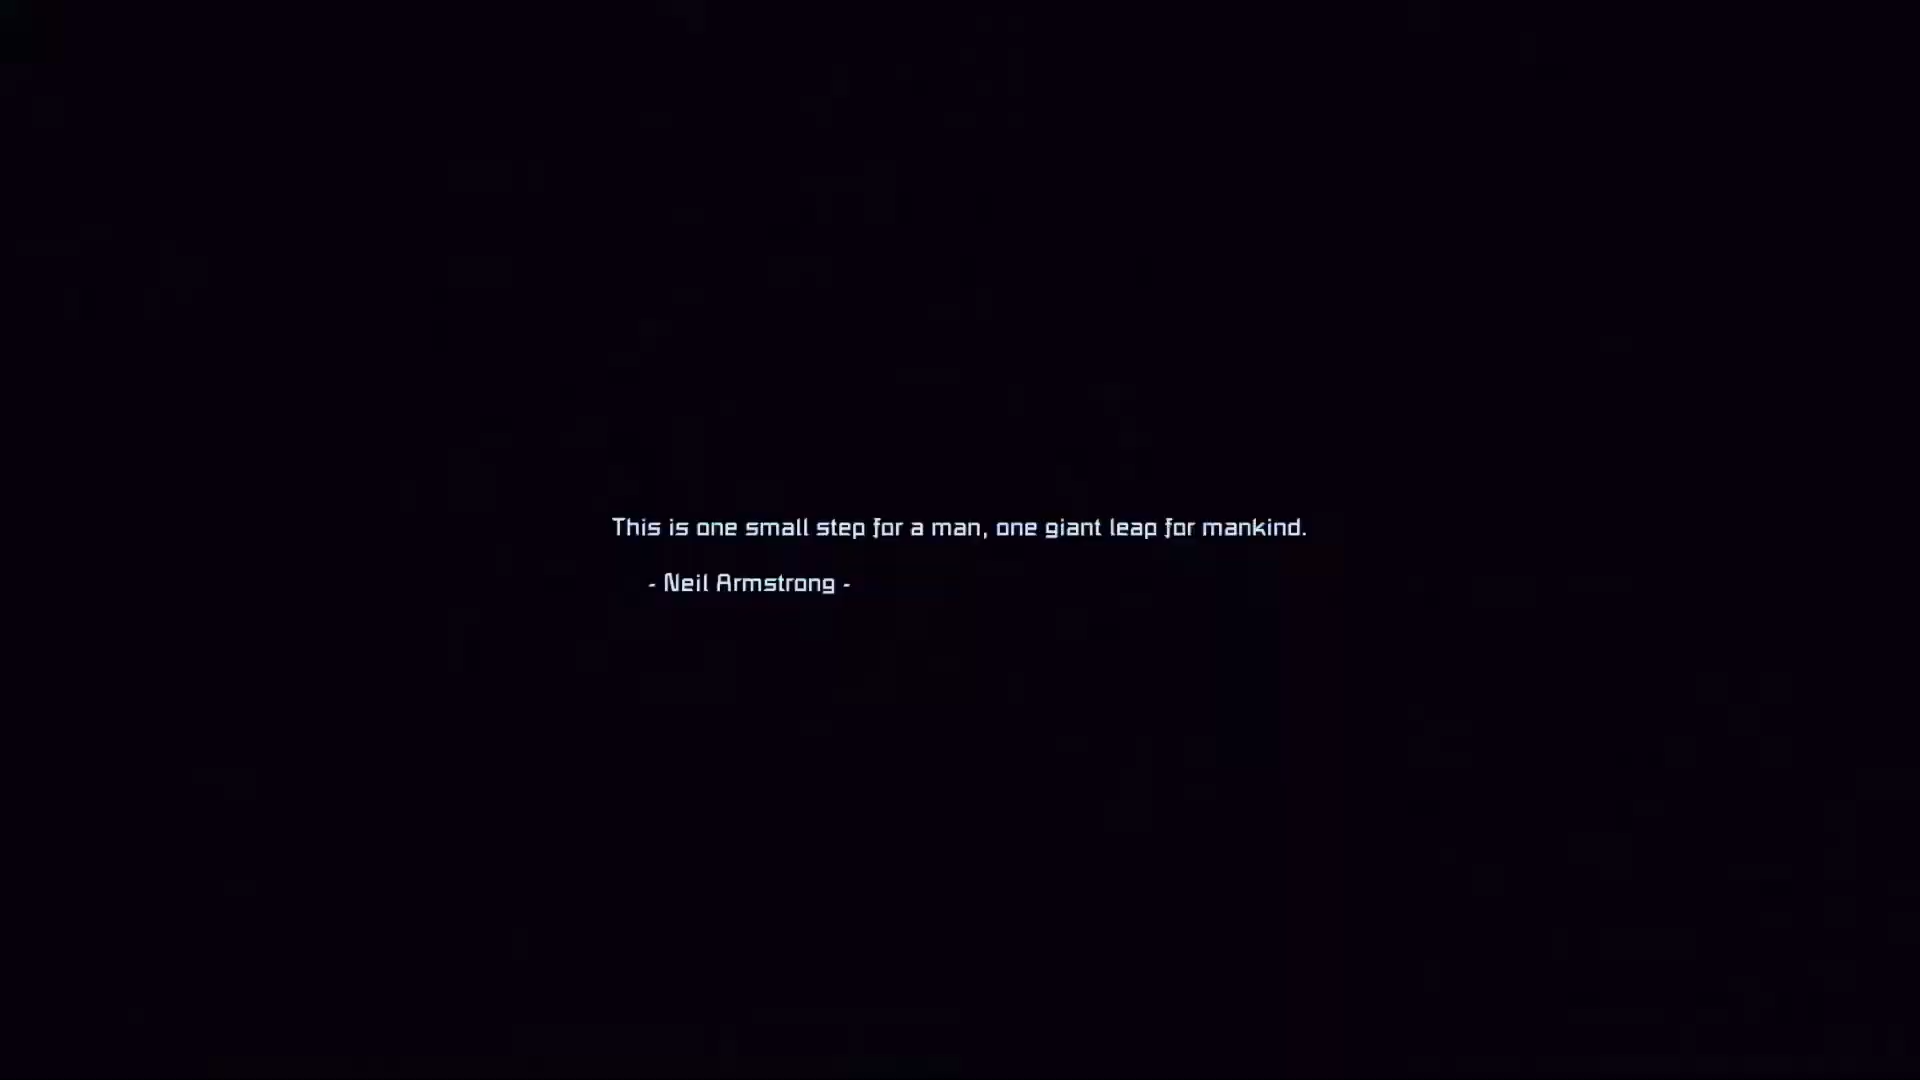 This is one small step for a man, one giant leap for mankind.
- Neil Armstrong -